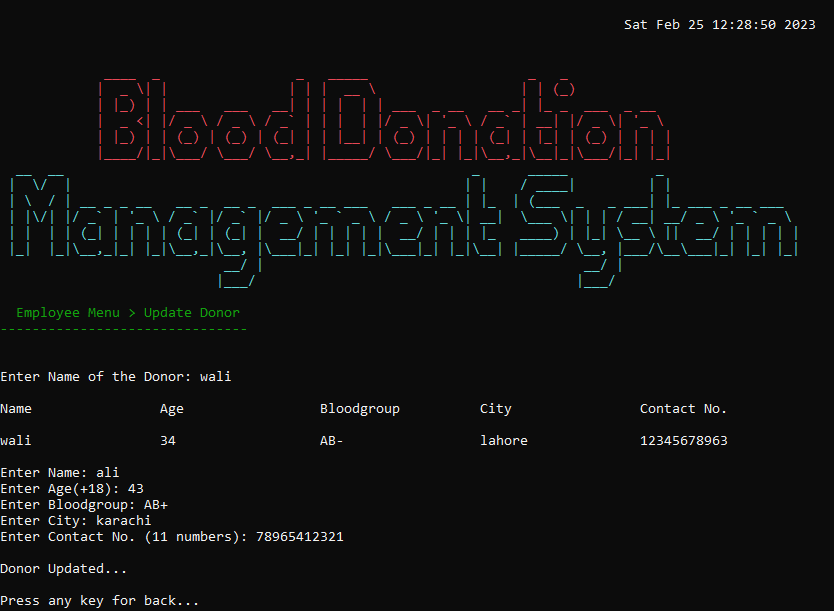 Sat Feb 25 12:28:50 2023
Blood Donation
Management System
Employee Menu > Update Donor
-------------------------------
Enter Name of the Donor: wali
Name Age Bloodgroup City Contact No.
wali 34 AB- lahore 12345678963
Enter Name: ali
Enter Age(+18): 43
Enter Bloodgroup: AB+
Enter City: karachi
Enter Contact No. (11 numbers): 78965412321
Donor Updated...
Press any key for back...